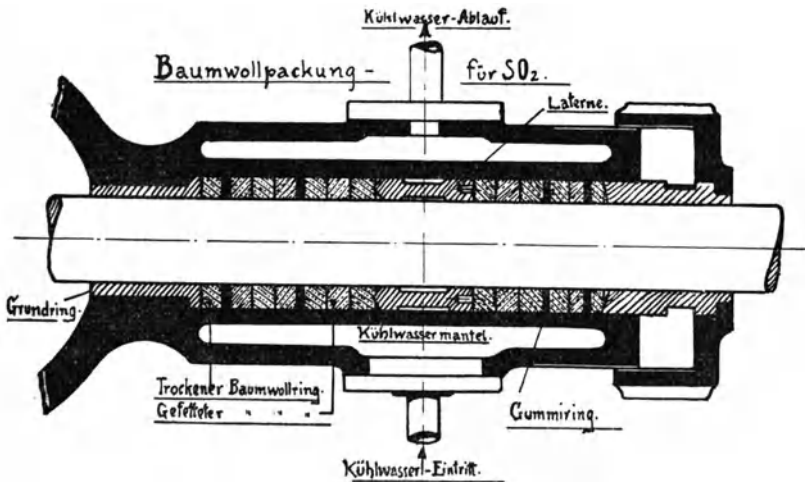 Kühlwasser-Ablauf.
Baumwollpackung - für SO₂.
Laterne.
Grundring.
Kühlwassermantel.
Trockener Baumwollring.
Gefetteter " " "
Gummiring.
Kühlwasser-Eintritt.